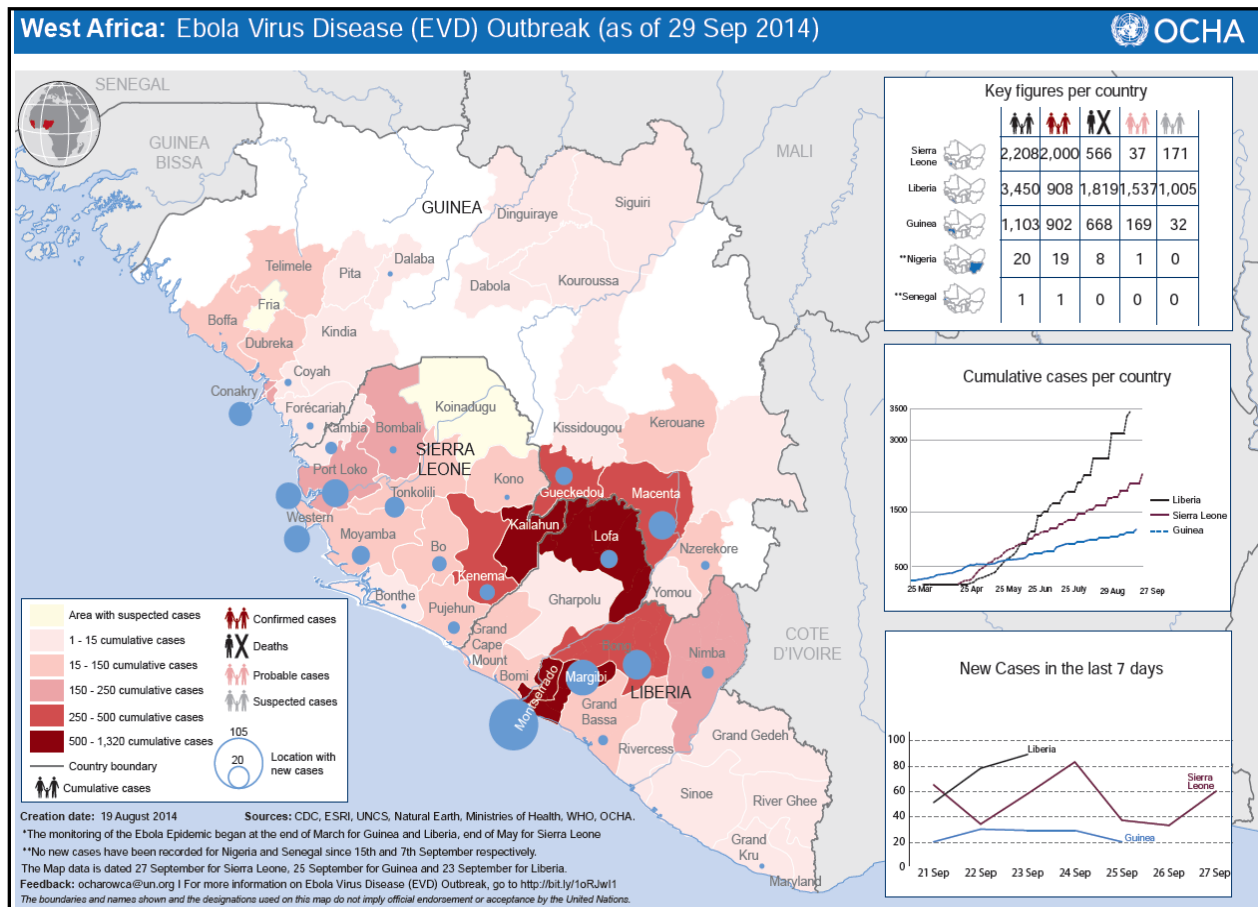 West Africa: Ebola Virus Disease (EVD) Outbreak (as of 29 Sep 2014)
OCHA
SENEGAL
GUINEA
BISSA
MALI
GUINEA
Dinguiraye
Siguiri
Telimele
Pita
Dalaba
Dabola
Kouroussa
Fria
Boffa
Dubreka
Kindia
Coyah
Conakry
Forécariah
Koinadugu
Kambia
Bombali
Kissidougou
Kerouane
SIERRA
LEONE
Port Loko
Kono
Gueckedou
Macenta
Tonkolili
Western
Kailahun
Lofa
Moyamba
Bo
Nzerekore
Kenema
Yomou
Bonthe
Gharpolu
Pujehun
Grand
Cape
Mount
Bong
Nimba
Bomi
Margibi
LIBERIA
Montserrado
Grand
Bassa
Grand Gedeh
Rivercess
Sinoe
River Ghee
Grand
Kru
Maryland
COTE
D'IVOIRE
Key figures per country
Sierra
Leone
2,208 2,000 566 37 171
Liberia
3,450 908 1,819 1,537 1,005
Guinea
1,103 902 668 169 32
**Nigeria
20 19 8 1 0
**Senegal
1 1 0 0 0
Cumulative cases per country
3500
3000
1500
500
Liberia
Sierra Leone
Guinea
25 Mar 25 Apr 25 May 25 Jun 25 July 29 Aug 27 Sep
New Cases in the last 7 days
100
80
60
40
20
0
Liberia
Sierra
Leone
Guinea
21 Sep 22 Sep 23 Sep 24 Sep 25 Sep 26 Sep 27 Sep
Area with suspected cases
1 - 15 cumulative cases
15 - 150 cumulative cases
150 - 250 cumulative cases
250 - 500 cumulative cases
500 - 1,320 cumulative cases
Country boundary
Cumulative cases
Confirmed cases
Deaths
Probable cases
Suspected cases
105
20
Location with
new cases
Creation date: 19 August 2014 Sources: CDC, ESRI, UNCS, Natural Earth, Ministries of Health, WHO, OCHA.
*The monitoring of the Ebola Epidemic began at the end of March for Guinea and Liberia, end of May for Sierra Leone
**No new cases have been recorded for Nigeria and Senegal since 15th and 7th September respectively.
The Map data is dated 27 September for Sierra Leone, 25 September for Guinea and 23 September for Liberia.
Feedback: ocharowca@un.org I For more information on Ebola Virus Disease (EVD) Outbreak, go to http://bit.ly/1oRJwI1
The boundaries and names shown and the designations used on this map do not imply official endorsement or acceptance by the United Nations.